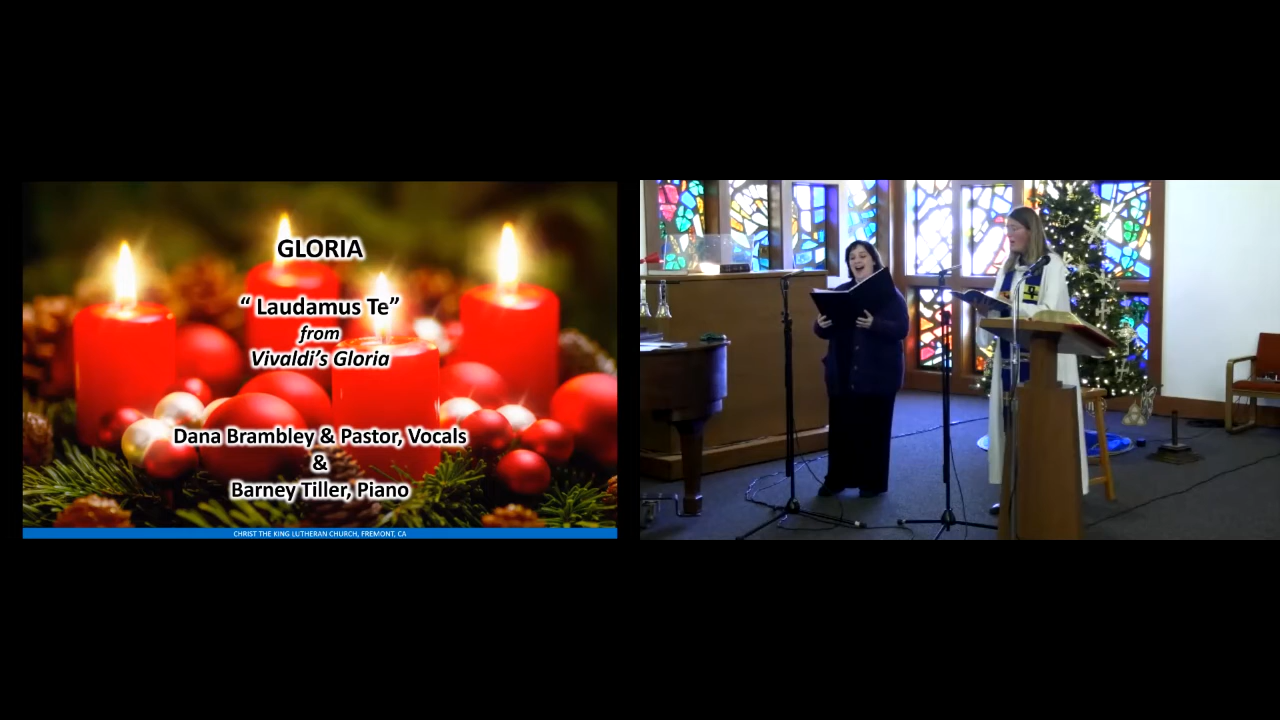 GLORIA
“ Laudamus Te”
from
Vivaldi’s Gloria
Dana Brambley & Pastor, Vocals
&
Barney Tiller, Piano
CHRIST THE KING LUTHERAN CHURCH, FREMONT, CA